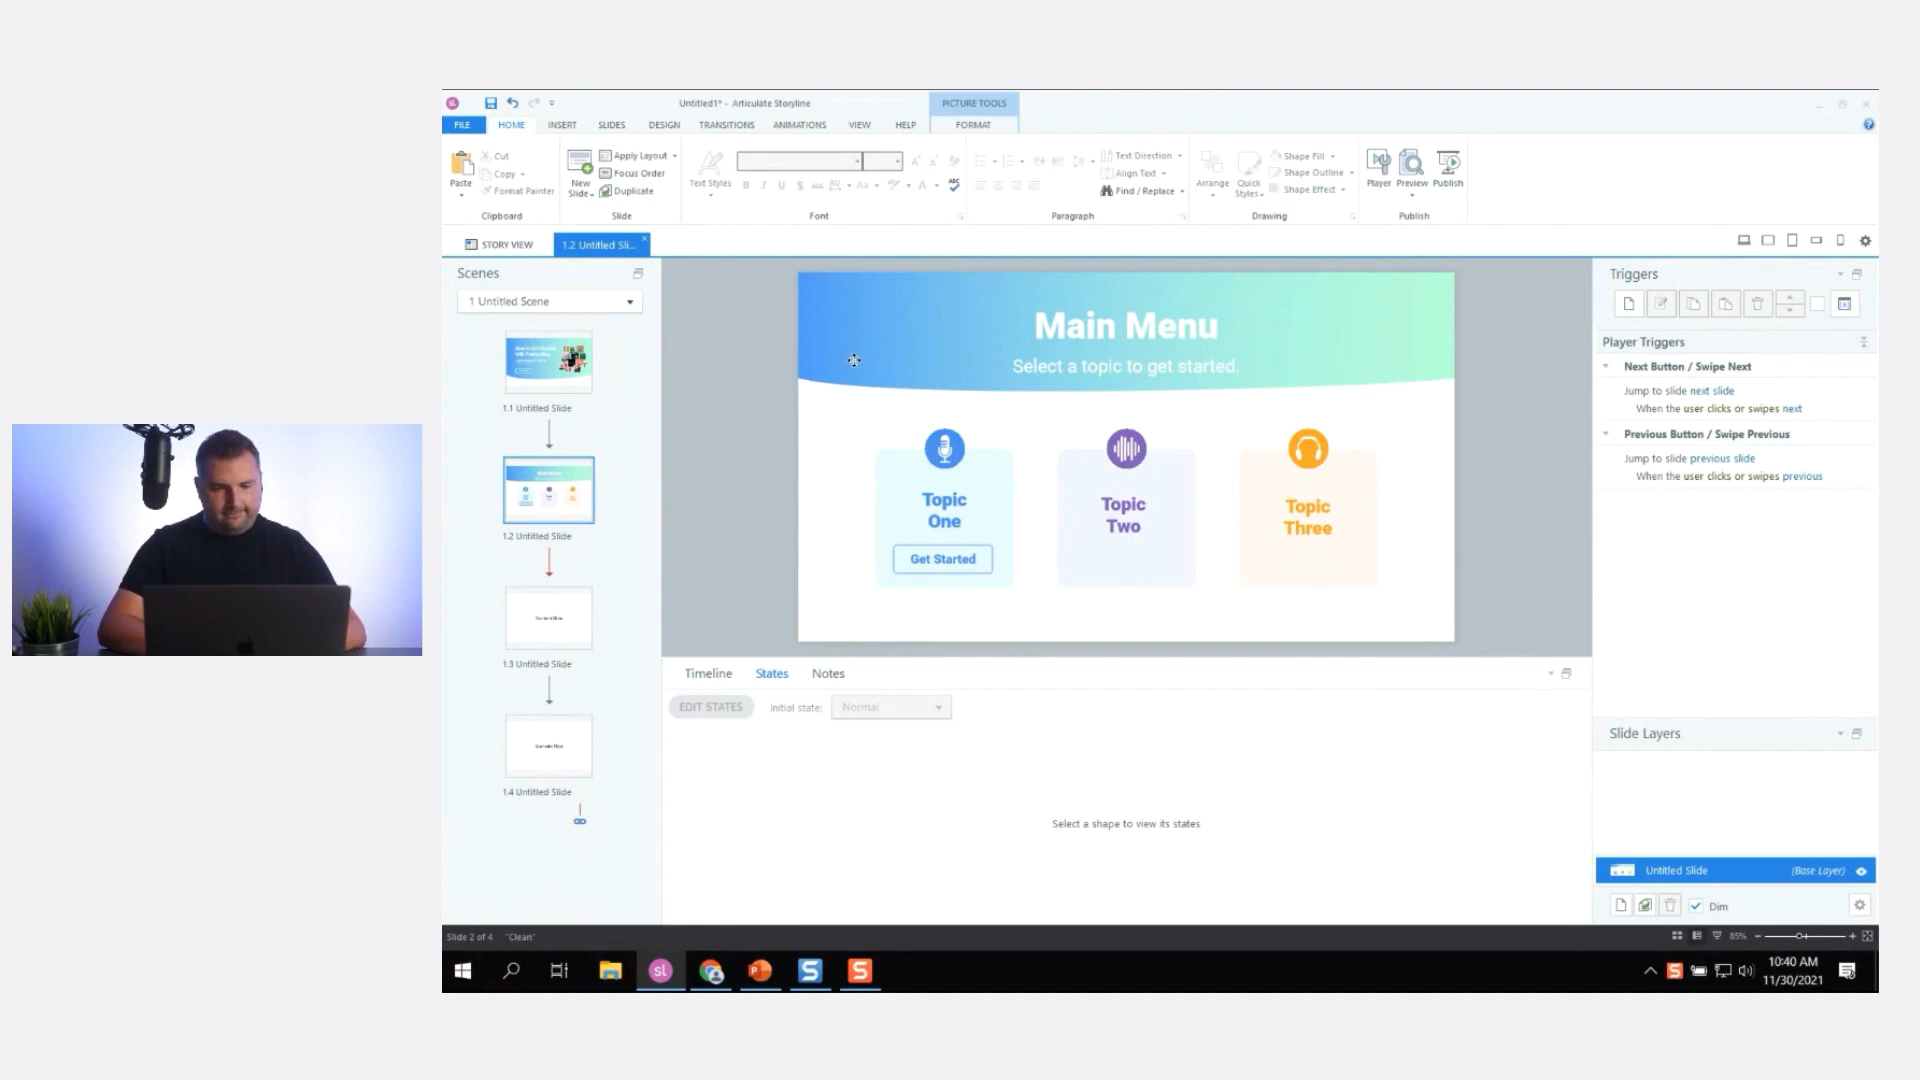 Untitled1* - Articulate Storyline
PICTURE TOOLS
FILE
HOME
INSERT
SLIDES
DESIGN
TRANSITIONS
ANIMATIONS
VIEW
HELP
FORMAT
Paste
Cut
Copy
Format Painter
Clipboard
New Slide
Apply Layout
Focus Order
Duplicate
Slide
Text Styles
B I U S abc AV Aa A
ABC
Font
Text Direction
Align Text
Find / Replace
Paragraph
Arrange
Quick Styles
Shape Fill
Shape Outline
Shape Effect
Drawing
Player
Preview
Publish
Publish
STORY VIEW
1.2 Untitled Sli...
Scenes
1 Untitled Scene
1.1 Untitled Slide
1.2 Untitled Slide
1.3 Untitled Slide
1.4 Untitled Slide
Main Menu
Select a topic to get started.
Topic
One
Get Started
Topic
Two
Topic
Three
Timeline
States
Notes
EDIT STATES
Initial state:
Normal
Select a shape to view its states
Triggers
Player Triggers
Next Button / Swipe Next
Jump to slide next slide
When the user clicks or swipes next
Previous Button / Swipe Previous
Jump to slide previous slide
When the user clicks or swipes previous
Slide Layers
Untitled Slide
(Base Layer)
Dim
Slide 2 of 4
"Clean"
85%
sl
10:40 AM
11/30/2021